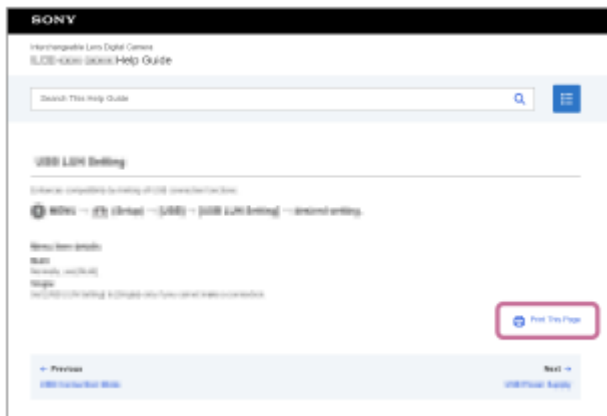 SONY
Interchangeable Lens Digital Camera
Help Guide
Search This Help Guide
USB LUN Setting
Enhances compatibility by limiting of USB connection functions.
MENU → (Setup) → [USB] → [USB LUN Setting] → desired setting.
Menu item details
Multi:
Normally, use [Multi].
Single:
Set [USB LUN Setting] to [Single] only if you cannot make a connection.
Print This Page
← Previous
Next →
USB Connection Mode
USB Power Supply